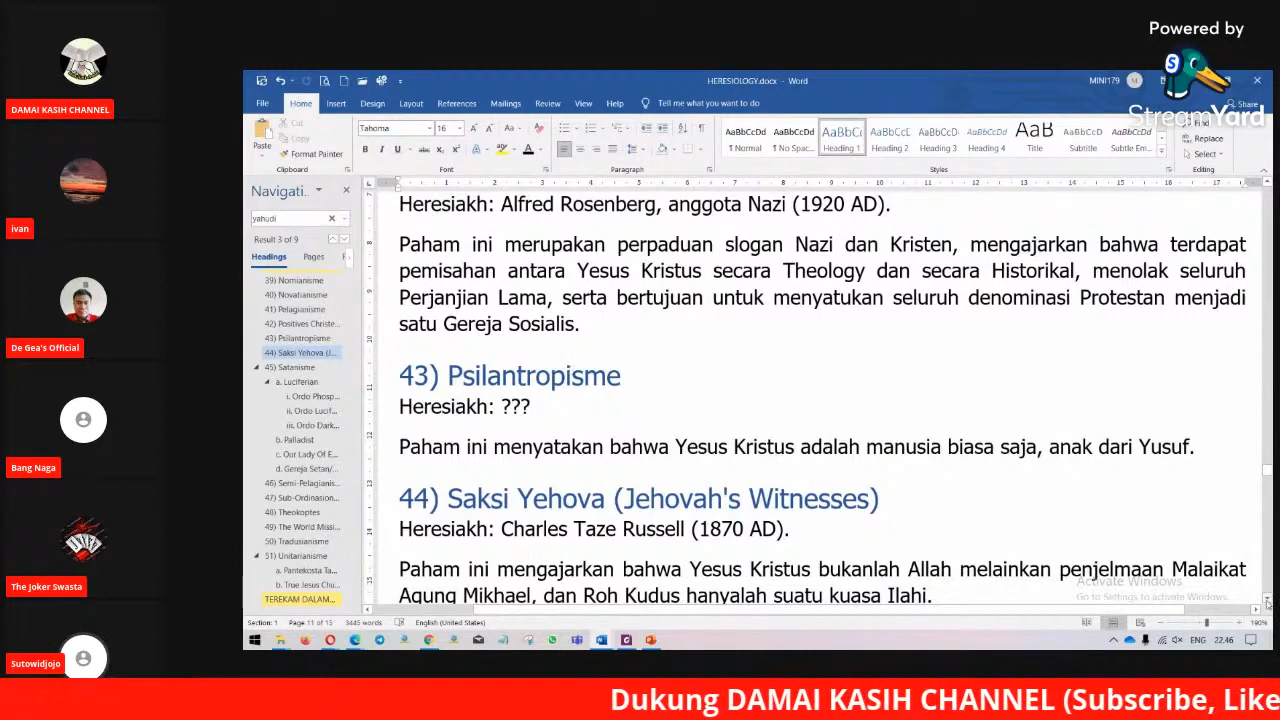 Powered by
StreamYard
DAMAI KASIH CHANNEL
ivan
De Gea's Official
Bang Naga
The Joker Swasta
Sutowidjojo
HERESIOLOGY.docx - Word
MINI179
M
File Home Insert Design Layout References Mailings Review View Help Tell me what you want to do
Share
Paste
Cut
Copy
Format Painter
Clipboard
Tahoma 16
Font
Paragraph
AaBbCcDd AaBbCcDd AaBbC AaBbCcDd AaBbCcDd AaBbCcDd AaB AaBbCcDd AaBbCcDd
¶ Normal ¶ No Spac... Heading 1 Heading 2 Heading 3 Heading 4 Title Subtitle Subtle Em...
Styles
Find
Replace
Select
Editing
Navigati...
yahudi
Result 3 of 9
Headings Pages
39) Nomianisme
40) Novatianisme
41) Pelagianisme
42) Positives Christe...
43) Psilantropisme
44) Saksi Yehova (J...
45) Satanisme
a. Luciferian
i. Ordo Phosp...
ii. Ordo Lucif...
iii. Ordo Dark...
b. Palladist
c. Our Lady Of E...
d. Gereja Setan/...
46) Semi-Pelagianis...
47) Sub-Ordinasion...
48) Theokoptes
49) The World Missi...
50) Tradusianisme
51) Unitarianisme
a. Pantekosta Ta...
b. True Jesus Chu...
TEREKAM DALAM...
Heresiakh: Alfred Rosenberg, anggota Nazi (1920 AD).
Paham ini merupakan perpaduan slogan Nazi dan Kristen, mengajarkan bahwa terdapat
pemisahan antara Yesus Kristus secara Theology dan secara Historikal, menolak seluruh
Perjanjian Lama, serta bertujuan untuk menyatukan seluruh denominasi Protestan menjadi
satu Gereja Sosialis.
43) Psilantropisme
Heresiakh: ???
Paham ini menyatakan bahwa Yesus Kristus adalah manusia biasa saja, anak dari Yusuf.
44) Saksi Yehova (Jehovah's Witnesses)
Heresiakh: Charles Taze Russell (1870 AD).
Paham ini mengajarkan bahwa Yesus Kristus bukanlah Allah melainkan penjelmaan Malaikat
Agung Mikhael, dan Roh Kudus hanyalah suatu kuasa Ilahi.
Activate Windows
Go to Settings to activate Windows.
Section: 1 Page 11 of 15 3445 words English (United States)
190%
ENG 22.46
Dukung DAMAI KASIH CHANNEL (Subscribe, Like